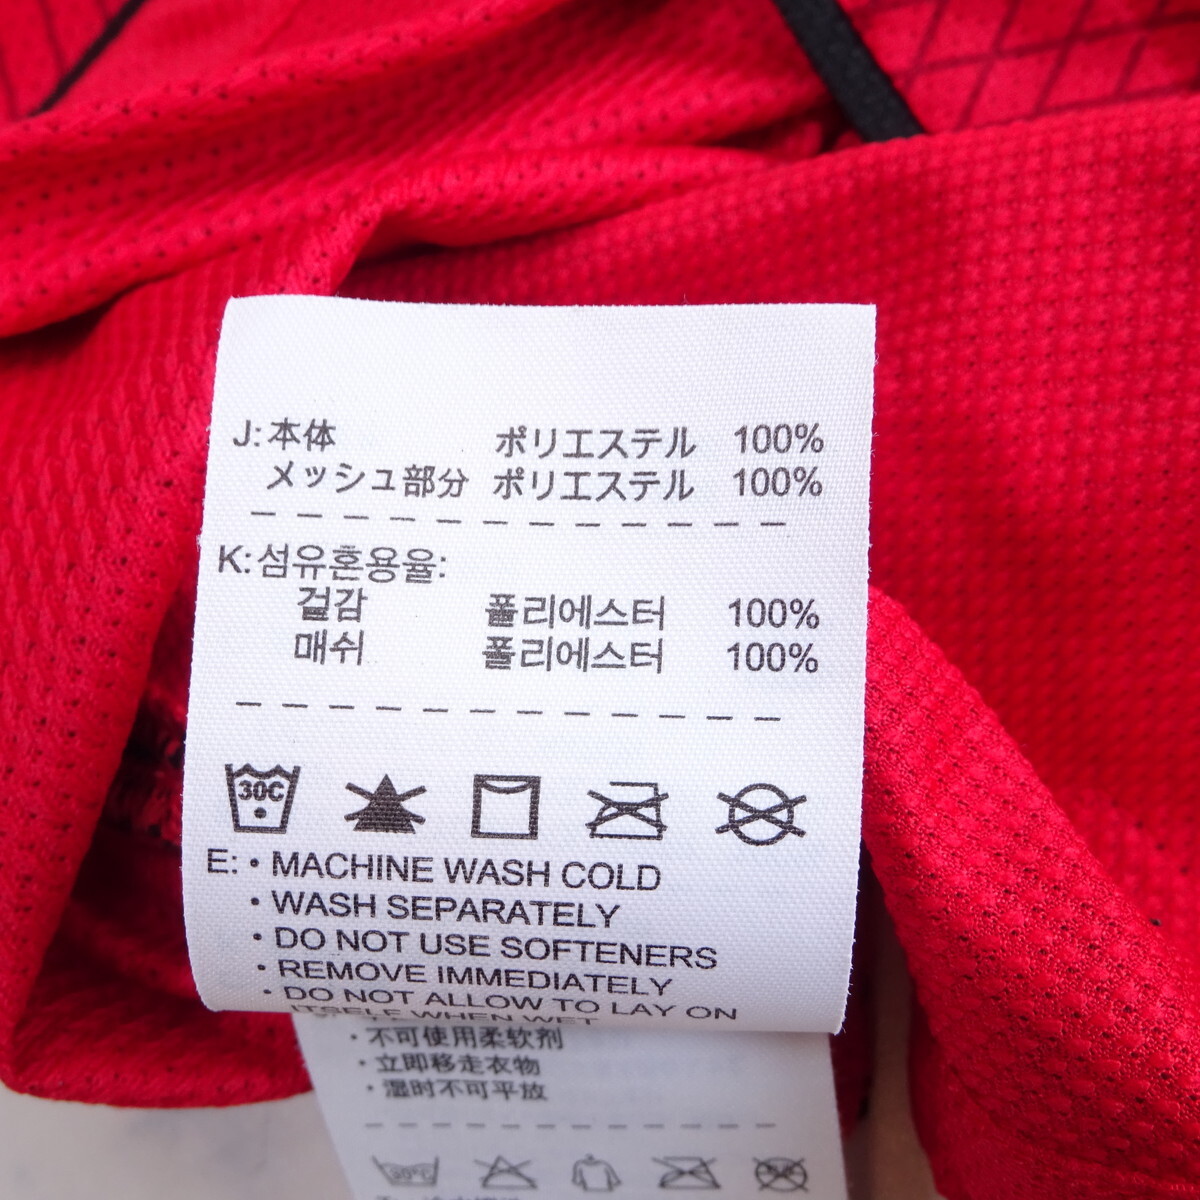 J: 本体 ポリエステル 100%
メッシュ部分 ポリエステル 100%
K: 섬유혼용율:
겉감 폴리에스터 100%
매쉬 폴리에스터 100%
30C
E: • MACHINE WASH COLD
• WASH SEPARATELY
• DO NOT USE SOFTENERS
• REMOVE IMMEDIATELY
• DO NOT ALLOW TO LAY ON
ITSELF WHEN WET
• 不可使用柔软剂
• 立即移走衣物
• 湿时不可平放
30°C